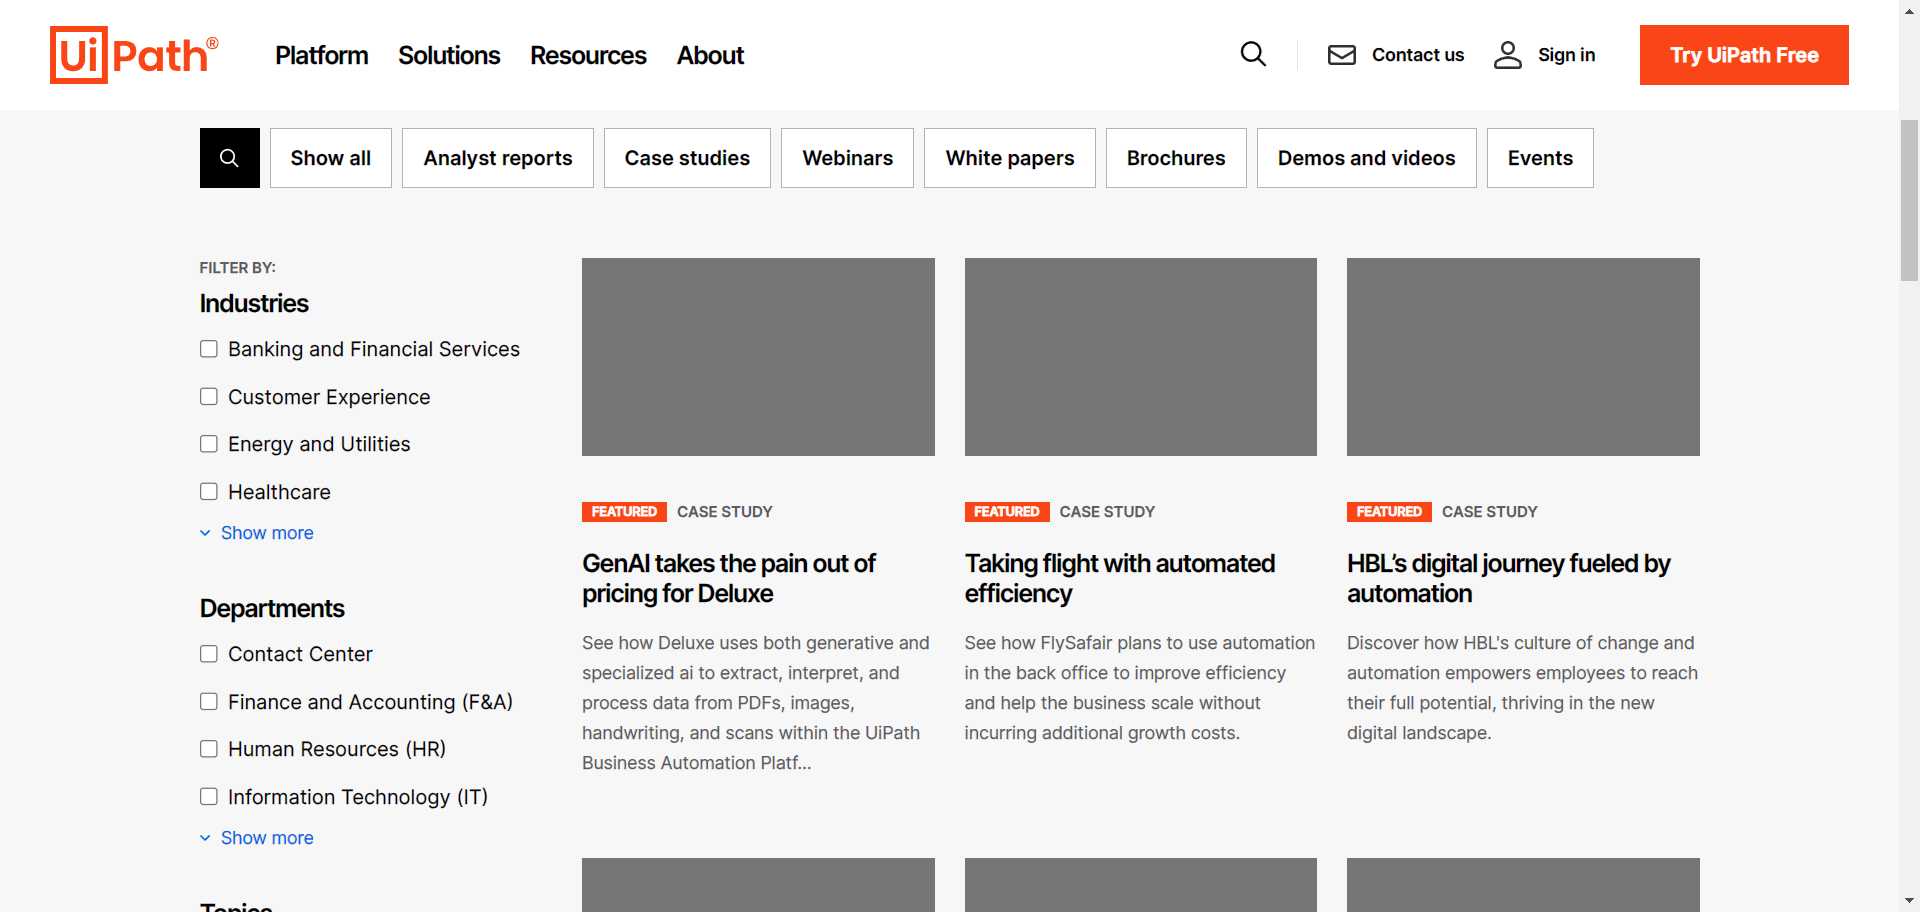 UiPath®
Platform
Solutions
Resources
About
Contact us
Sign in
Try UiPath Free
Show all
Analyst reports
Case studies
Webinars
White papers
Brochures
Demos and videos
Events
FILTER BY:
Industries
Banking and Financial Services
Customer Experience
Energy and Utilities
Healthcare
Show more
Departments
Contact Center
Finance and Accounting (F&A)
Human Resources (HR)
Information Technology (IT)
Show more
Topics
FEATURED CASE STUDY
GenAI takes the pain out of
pricing for Deluxe
See how Deluxe uses both generative and
specialized ai to extract, interpret, and
process data from PDFs, images,
handwriting, and scans within the UiPath
Business Automation Platf...
FEATURED CASE STUDY
Taking flight with automated
efficiency
See how FlySafair plans to use automation
in the back office to improve efficiency
and help the business scale without
incurring additional growth costs.
FEATURED CASE STUDY
HBL’s digital journey fueled by
automation
Discover how HBL's culture of change and
automation empowers employees to reach
their full potential, thriving in the new
digital landscape.